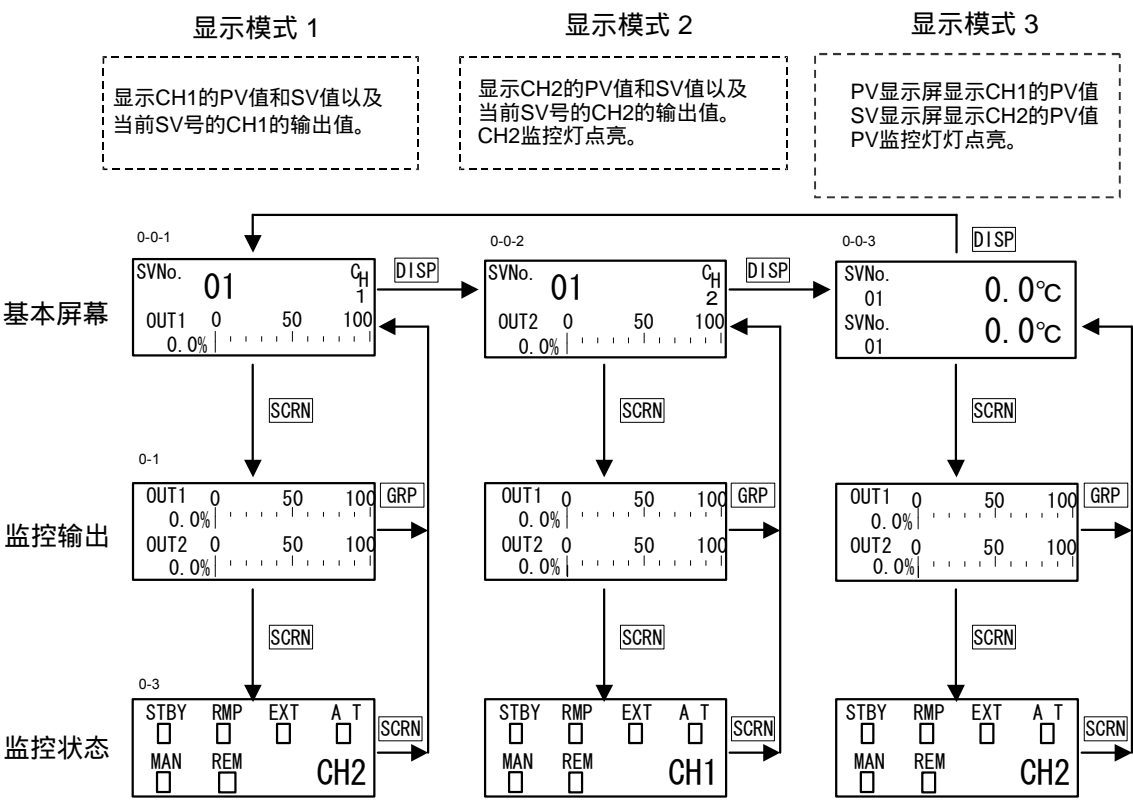 显示模式 1
显示模式 2
显示模式 3
显示CH1的PV值和SV值以及
当前SV号的CH1的输出值。
显示CH2的PV值和SV值以及
当前SV号的CH2的输出值。
CH2监控灯点亮。
PV显示屏显示CH1的PV值
SV显示屏显示CH2的PV值
PV监控灯灯点亮。
0-0-1
0-0-2
0-0-3
DISP
基本屏幕
SVNo.
01
CH
1
OUT1 0 50 100
0.0%
DISP
SVNo.
01
CH
2
OUT2 0 50 100
0.0%
DISP
SVNo.
01
0.0℃
SVNo.
01
0.0℃
SCRN
SCRN
SCRN
0-1
监控输出
OUT1 0 50 100
0.0%
OUT2 0 50 100
0.0%
GRP
OUT1 0 50 100
0.0%
OUT2 0 50 100
0.0%
GRP
OUT1 0 50 100
0.0%
OUT2 0 50 100
0.0%
GRP
SCRN
SCRN
SCRN
0-3
监控状态
STBY RMP EXT A T
MAN REM
CH2
SCRN
STBY RMP EXT A T
MAN REM
CH1
SCRN
STBY RMP EXT A T
MAN REM
CH2
SCRN